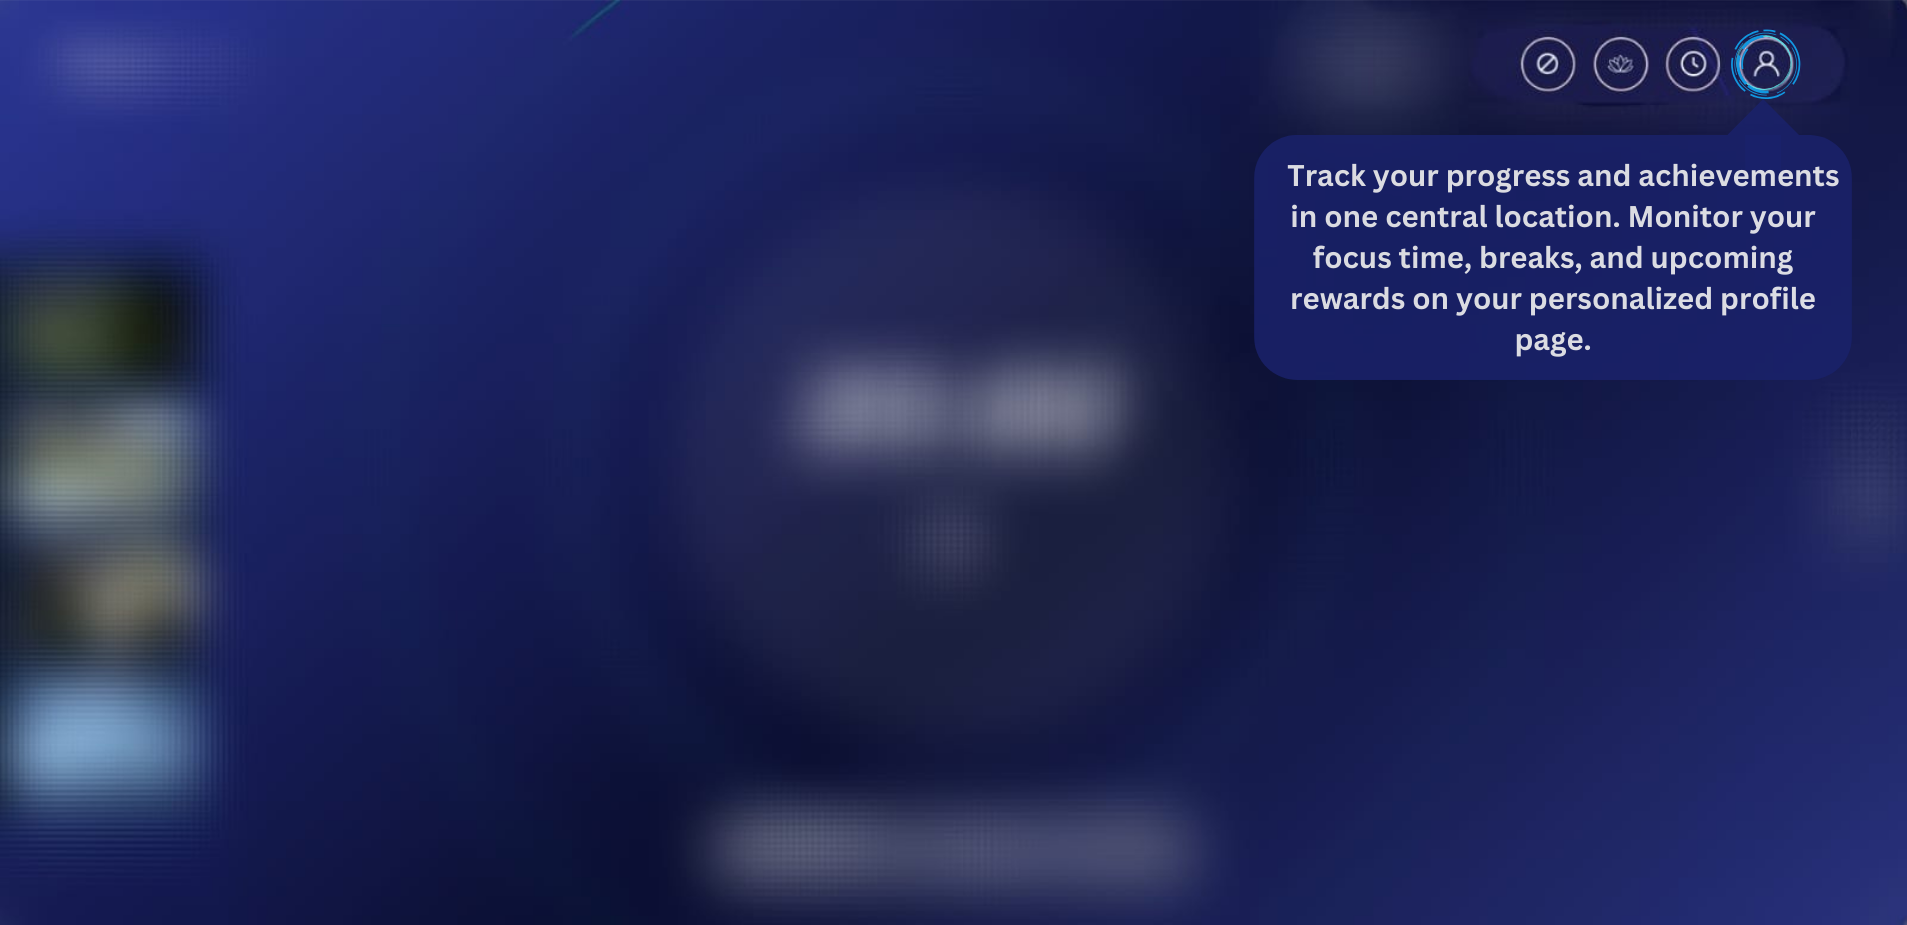 Track your progress and achievements
in one central location. Monitor your
focus time, breaks, and upcoming
rewards on your personalized profile
page.